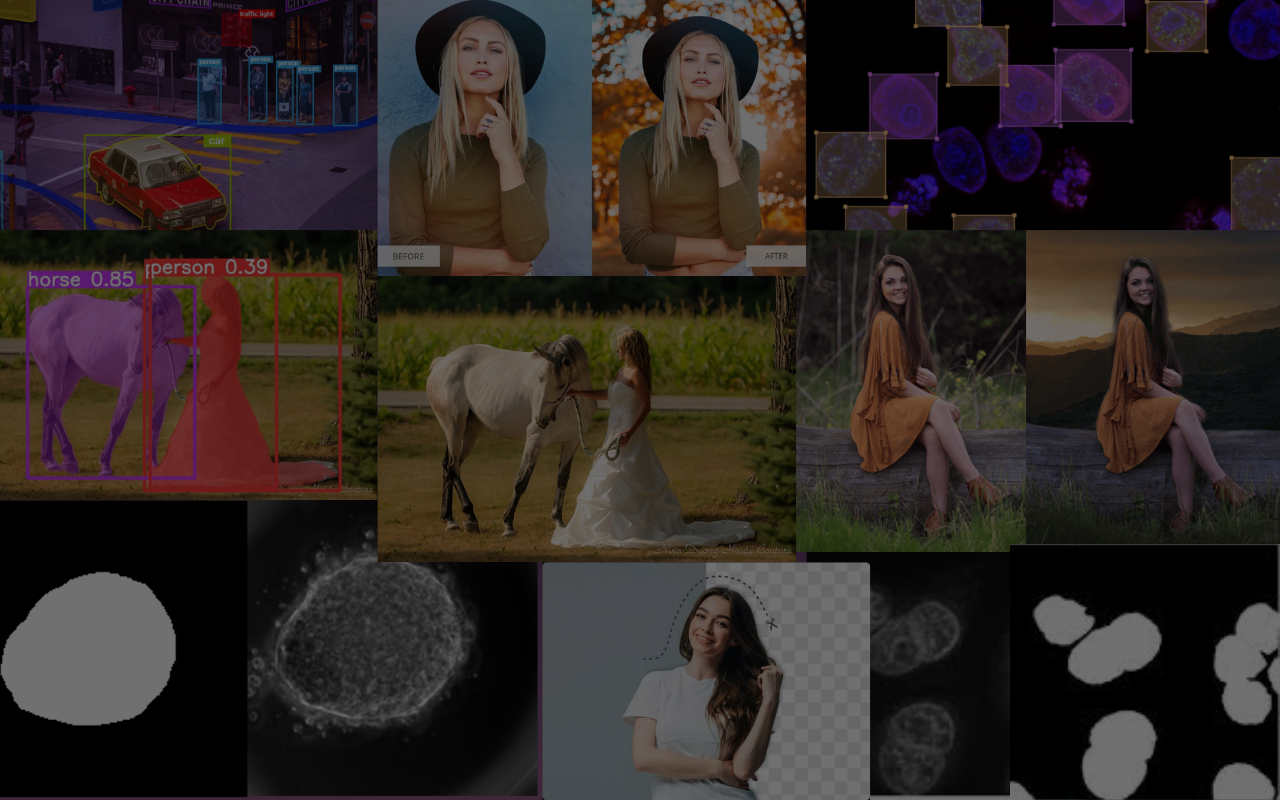 CITY CHAIN
PRINCE
traffic light
person
person
person
person
person
car
BEFORE
AFTER
horse 0.85
person 0.39